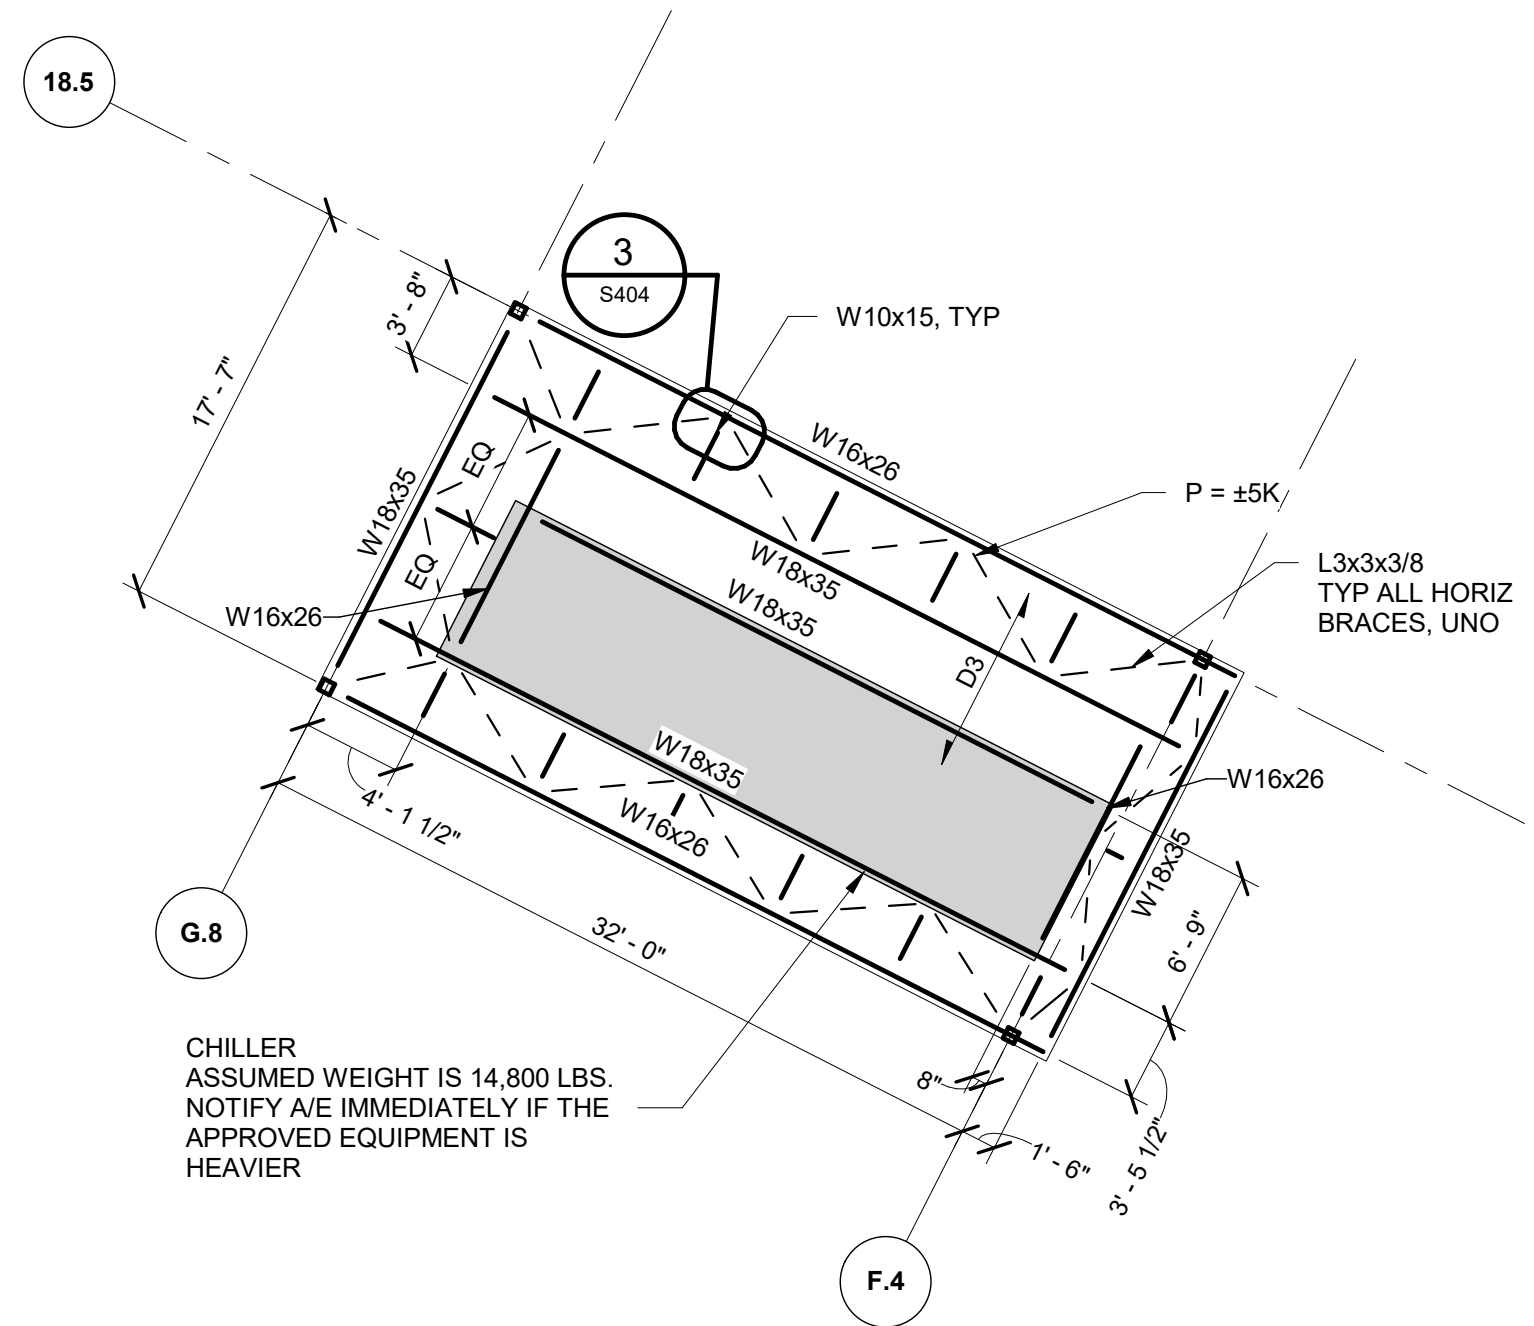 18.5
3
S404
3' - 8"
W10x15, TYP
17' - 7"
W16x26
EQ
P = ±5K
W18x35
W18x35
L3x3x3/8
TYP ALL HORIZ
BRACES, UNO
EQ
W18x35
W16x26
D3
W18x35
W16x26
4' - 1 1/2"
W16x26
W18x35
G.8
32' - 0"
6' - 9"
CHILLER
ASSUMED WEIGHT IS 14,800 LBS.
NOTIFY A/E IMMEDIATELY IF THE
APPROVED EQUIPMENT IS
HEAVIER
8"
1' - 6"
3' - 5 1/2"
F.4